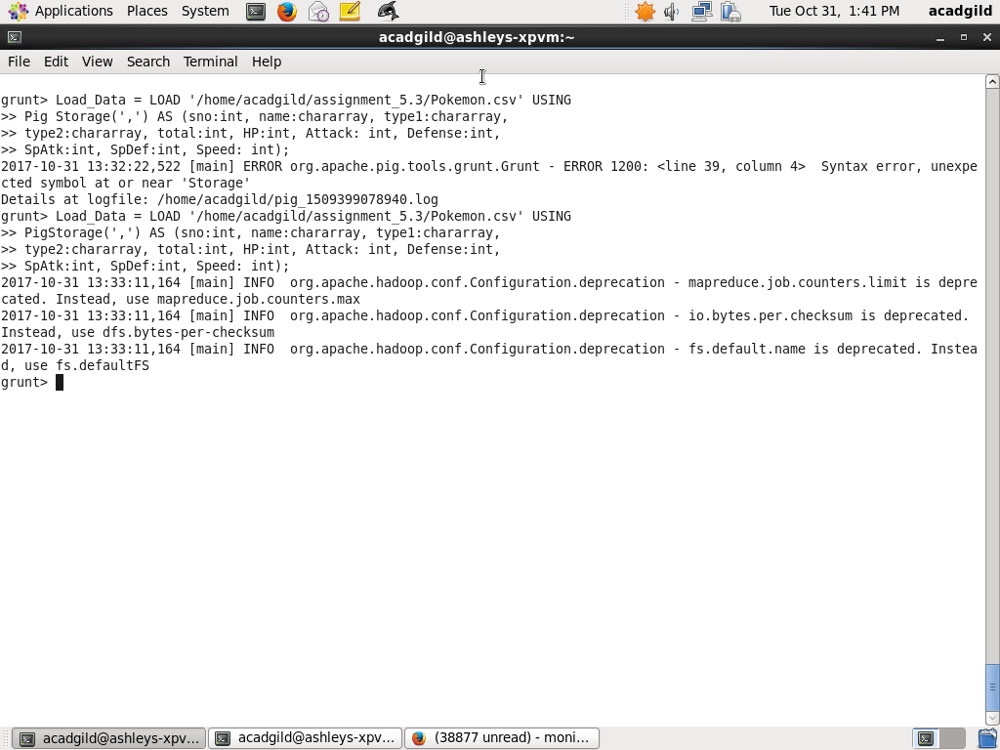 Applications Places System Tue Oct 31, 1:41 PM acadgild
acadgild@ashleys-xpvm:~
File Edit View Search Terminal Help
grunt> Load_Data = LOAD '/home/acadgild/assignment_5.3/Pokemon.csv' USING
>> Pig Storage(',') AS (sno:int, name:chararray, type1:chararray,
>> type2:chararray, total:int, HP:int, Attack: int, Defense:int,
>> SpAtk:int, SpDef:int, Speed: int);
2017-10-31 13:32:22,522 [main] ERROR org.apache.pig.tools.grunt.Grunt - ERROR 1200: <line 39, column 4>  Syntax error, unexpe
cted symbol at or near 'Storage'
Details at logfile: /home/acadgild/pig_1509399078940.log
grunt> Load_Data = LOAD '/home/acadgild/assignment_5.3/Pokemon.csv' USING
>> PigStorage(',') AS (sno:int, name:chararray, type1:chararray,
>> type2:chararray, total:int, HP:int, Attack: int, Defense:int,
>> SpAtk:int, SpDef:int, Speed: int);
2017-10-31 13:33:11,164 [main] INFO  org.apache.hadoop.conf.Configuration.deprecation - mapreduce.job.counters.limit is depre
cated. Instead, use mapreduce.job.counters.max
2017-10-31 13:33:11,164 [main] INFO  org.apache.hadoop.conf.Configuration.deprecation - io.bytes.per.checksum is deprecated.
Instead, use dfs.bytes-per-checksum
2017-10-31 13:33:11,164 [main] INFO  org.apache.hadoop.conf.Configuration.deprecation - fs.default.name is deprecated. Instea
d, use fs.defaultFS
grunt>
acadgild@ashleys-xpv... acadgild@ashleys-xpv... (38877 unread) - moni...